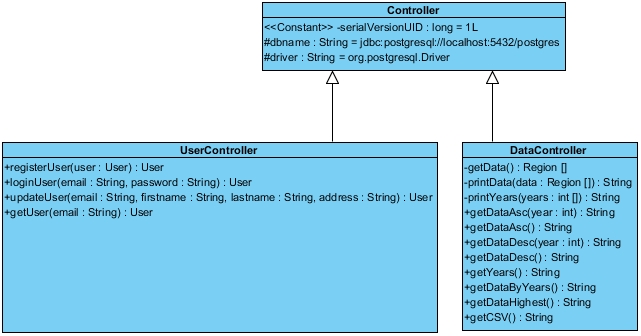 Controller
<<Constant>> -serialVersionUID : long = 1L
#dbname : String = jdbc:postgresql://localhost:5432/postgres
#driver : String = org.postgresql.Driver
UserController
+registerUser(user : User) : User
+loginUser(email : String, password : String) : User
+updateUser(email : String, firstname : String, lastname : String, address : String) : User
+getUser(email : String) : User
DataController
-getData() : Region []
-printData(data : Region []) : String
-printYears(years : int []) : String
+getDataAsc(year : int) : String
+getDataAsc() : String
+getDataDesc(year : int) : String
+getDataDesc() : String
+getYears() : String
+getDataByYears() : String
+getDataHighest() : String
+getCSV() : String